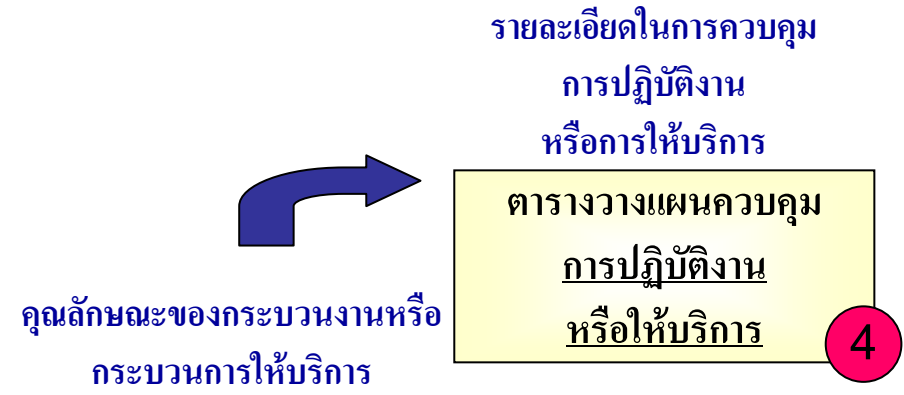 รายละเอียดในการควบคุม
การปฏิบัติงาน
หรือการให้บริการ
ตารางวางแผนควบคุม
การปฏิบัติงาน
หรือให้บริการ
4
คุณลักษณะของกระบวนงานหรือ
กระบวนการให้บริการ